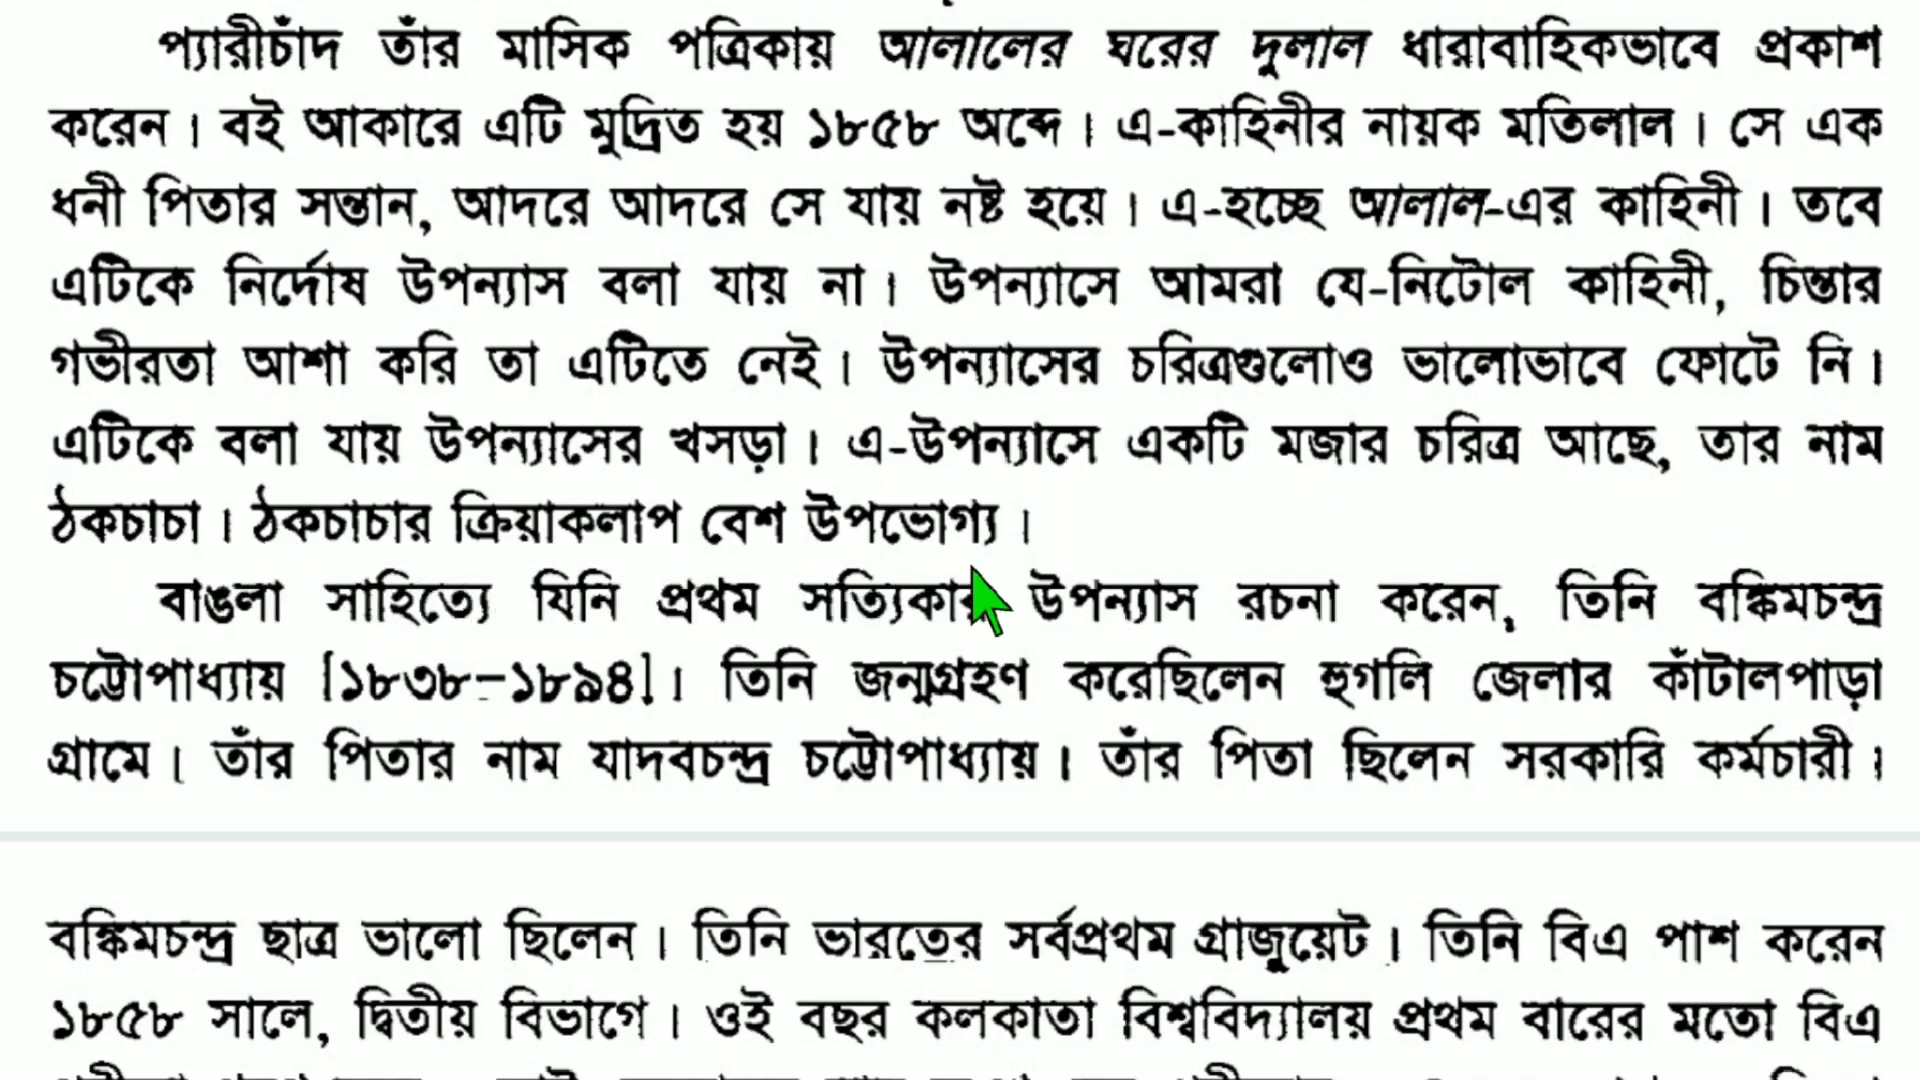 প্যারীচাঁদ তাঁর মাসিক পত্রিকায় আলালের ঘরের দুলাল ধারাবাহিকভাবে প্রকাশ
করেন। বই আকারে এটি মুদ্রিত হয় ১৮৫৮ অব্দে। এ-কাহিনীর নায়ক মতিলাল। সে এক
ধনী পিতার সন্তান, আদরে আদরে সে যায় নষ্ট হয়ে। এ-হচ্ছে আলাল-এর কাহিনী। তবে
এটিকে নির্দোষ উপন্যাস বলা যায় না। উপন্যাসে আমরা যে-নিটোল কাহিনী, চিন্তার
গভীরতা আশা করি তা এটিতে নেই। উপন্যাসের চরিত্রগুলোও ভালোভাবে ফোটে নি।
এটিকে বলা যায় উপন্যাসের খসড়া। এ-উপন্যাসে একটি মজার চরিত্র আছে, তার নাম
ঠকচাচা। ঠকচাচার ক্রিয়াকলাপ বেশ উপভোগ্য।
বাঙলা সাহিত্যে যিনি প্রথম সত্যিকার উপন্যাস রচনা করেন, তিনি বঙ্কিমচন্দ্র
চট্টোপাধ্যায় [১৮৩৮–১৮৯৪]। তিনি জন্মগ্রহণ করেছিলেন হুগলি জেলার কাঁটালপাড়া
গ্রামে। তাঁর পিতার নাম যাদবচন্দ্র চট্টোপাধ্যায়। তাঁর পিতা ছিলেন সরকারি কর্মচারী।
বঙ্কিমচন্দ্র ছাত্র ভালো ছিলেন। তিনি ভারতের সর্বপ্রথম গ্রাজুয়েট। তিনি বিএ পাশ করেন
১৮৫৮ সালে, দ্বিতীয় বিভাগে। ওই বছর কলকাতা বিশ্ববিদ্যালয় প্রথম বারের মতো বিএ